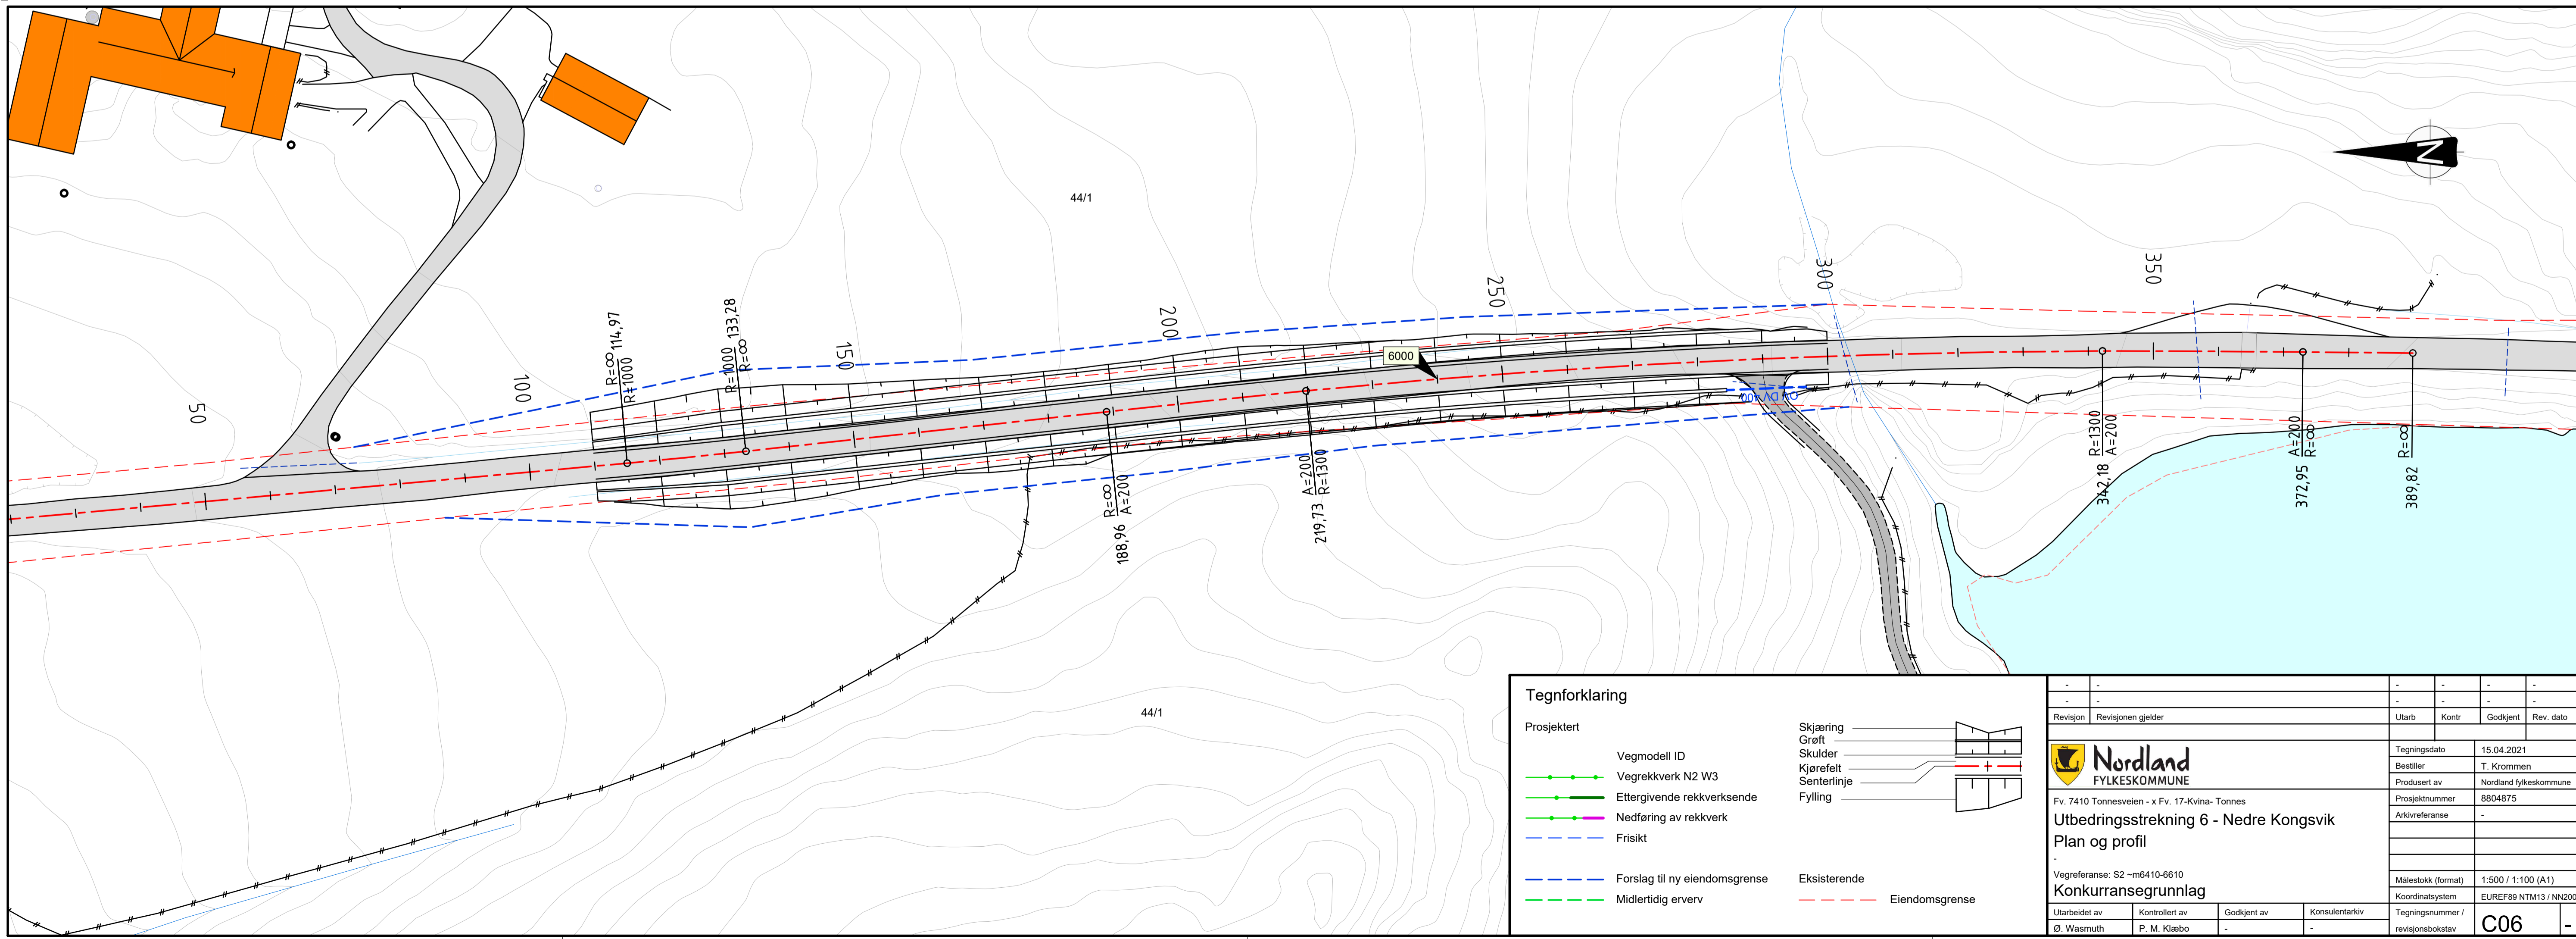 44/1
50
100
150
200
250
300
350
R=∞
114,97
R=1000
R=1000
133,28
R=∞
6000
R=∞
188,96
A=200
A=200
219,73
R=1300
R=1300
342,18
A=200
A=200
372,95
R=∞
R=∞
389,82
N
44/1
Tegnforklaring
Prosjektert
Vegmodell ID
Vegrekkverk N2 W3
Ettergivende rekkverksende
Nedføring av rekkverk
Frisikt
Forslag til ny eiendomsgrense
Midlertidig erverv
Skjæring
Grøft
Skulder
Kjørefelt
Senterlinje
Fylling
Eksisterende
Eiendomsgrense
- - - - - -
- - - - - -
Revisjon Revisjonen gjelder Utarb Kontr Godkjent Rev. dato
Nordland
FYLKESKOMMUNE
Tegningsdato 15.04.2021
Bestiller T. Krommen
Produsert av Nordland fylkeskommune
Prosjektnummer 8804875
Arkivreferanse -
Fv. 7410 Tonnesveien - x Fv. 17-Kvina- Tonnes
Utbedringsstrekning 6 - Nedre Kongsvik
Plan og profil
-
Vegreferanse: S2 ~m6410-6610
Konkurransegrunnlag
Målestokk (format) 1:500 / 1:100 (A1)
Koordinatsystem EUREF89 NTM13 / NN200
Utarbeidet av Kontrollert av Godkjent av Konsulentarkiv
Ø. Wasmuth P. M. Klæbo - -
Tegningsnummer /
revisjonsbokstav C06 -